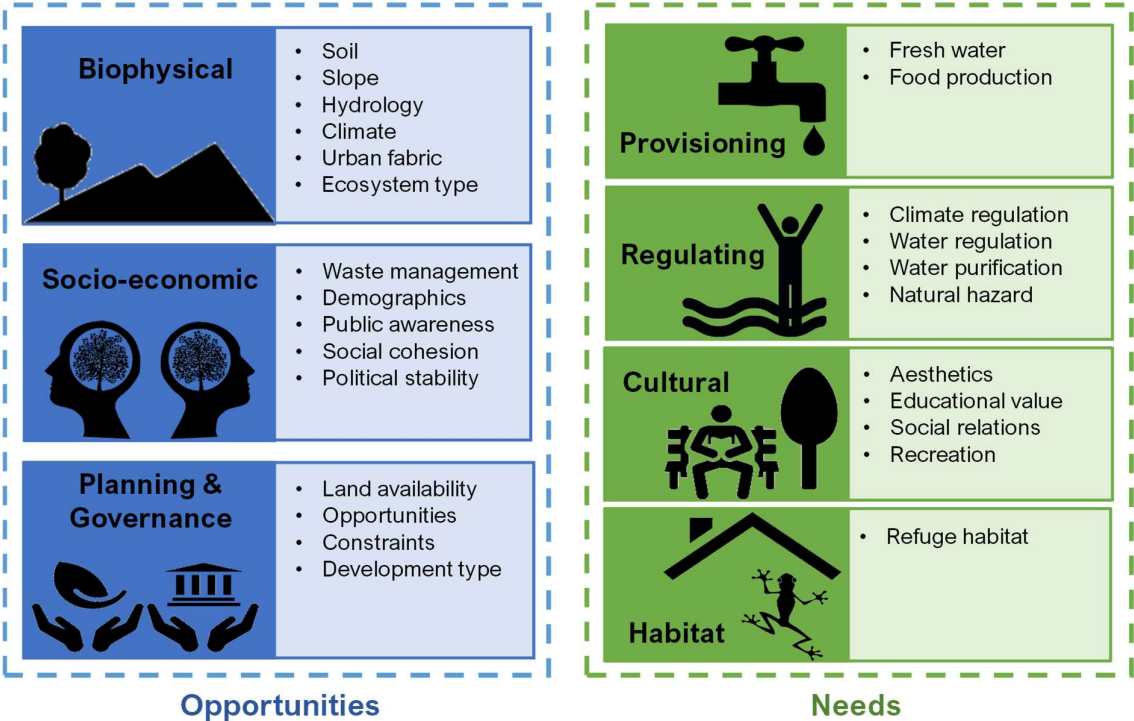 Biophysical
• Soil
• Slope
• Hydrology
• Climate
• Urban fabric
• Ecosystem type
Socio-economic
• Waste management
• Demographics
• Public awareness
• Social cohesion
• Political stability
Planning &
Governance
• Land availability
• Opportunities
• Constraints
• Development type
Opportunities
Provisioning
• Fresh water
• Food production
Regulating
• Climate regulation
• Water regulation
• Water purification
• Natural hazard
Cultural
• Aesthetics
• Educational value
• Social relations
• Recreation
Habitat
• Refuge habitat
Needs